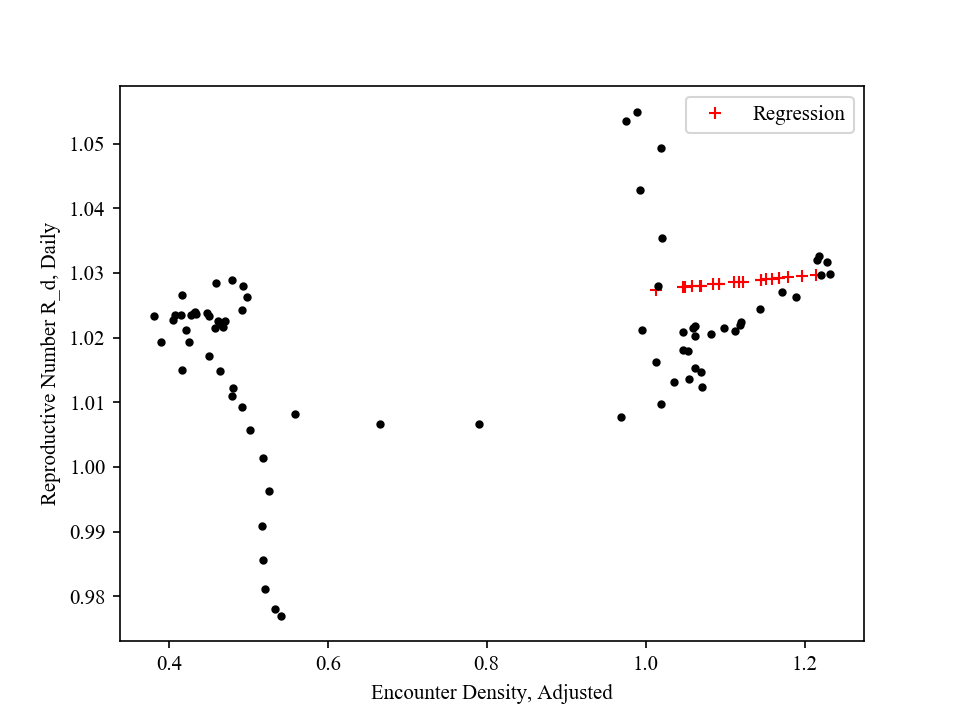 Regression
1.05
1.04
1.03
1.02
1.01
1.00
0.99
0.98
Reproductive Number R_d, Daily
0.4 0.6 0.8 1.0 1.2
Encounter Density, Adjusted